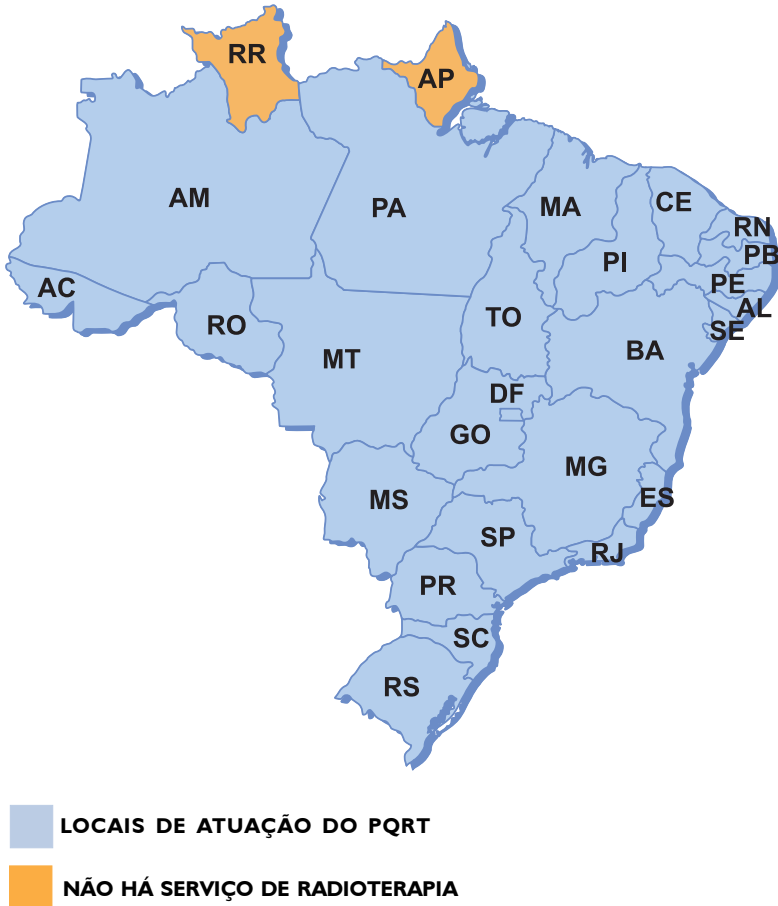 RR
AP
AM
PA
MA
CE
RN
PB
PI
PE
AL
SE
AC
RO
TO
BA
MT
DF
GO
MG
ES
MS
SP
RJ
PR
SC
RS
LOCAIS DE ATUAÇÃO DO PQRT
NÃO HÁ SERVIÇO DE RADIOTERAPIA